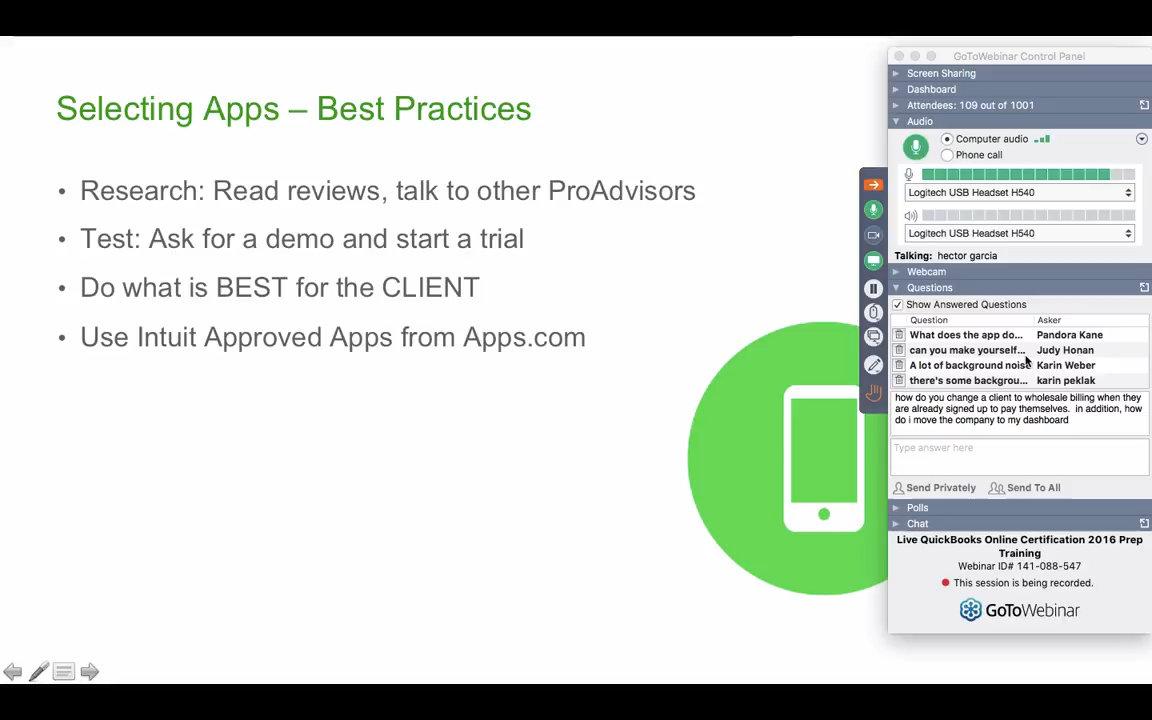 Selecting Apps – Best Practices
• Research: Read reviews, talk to other ProAdvisors
• Test: Ask for a demo and start a trial
• Do what is BEST for the CLIENT
• Use Intuit Approved Apps from Apps.com
GoToWebinar Control Panel
Screen Sharing
Dashboard
Attendees: 109 out of 1001
Audio
Computer audio
Phone call
Logitech USB Headset H540
Logitech USB Headset H540
Talking: hector garcia
Webcam
Questions
Show Answered Questions
Question Asker
What does the app do... Pandora Kane
can you make yourself... Judy Honan
A lot of background noise Karin Weber
there's some backgrou... karin peklak
how do you change a client to wholesale billing when they
are already signed up to pay themselves. in addition, how
do i move the company to my dashboard
Type answer here
Send Privately Send To All
Polls
Chat
Live QuickBooks Online Certification 2016 Prep
Training
Webinar ID# 141-088-547
This session is being recorded.
GoToWebinar